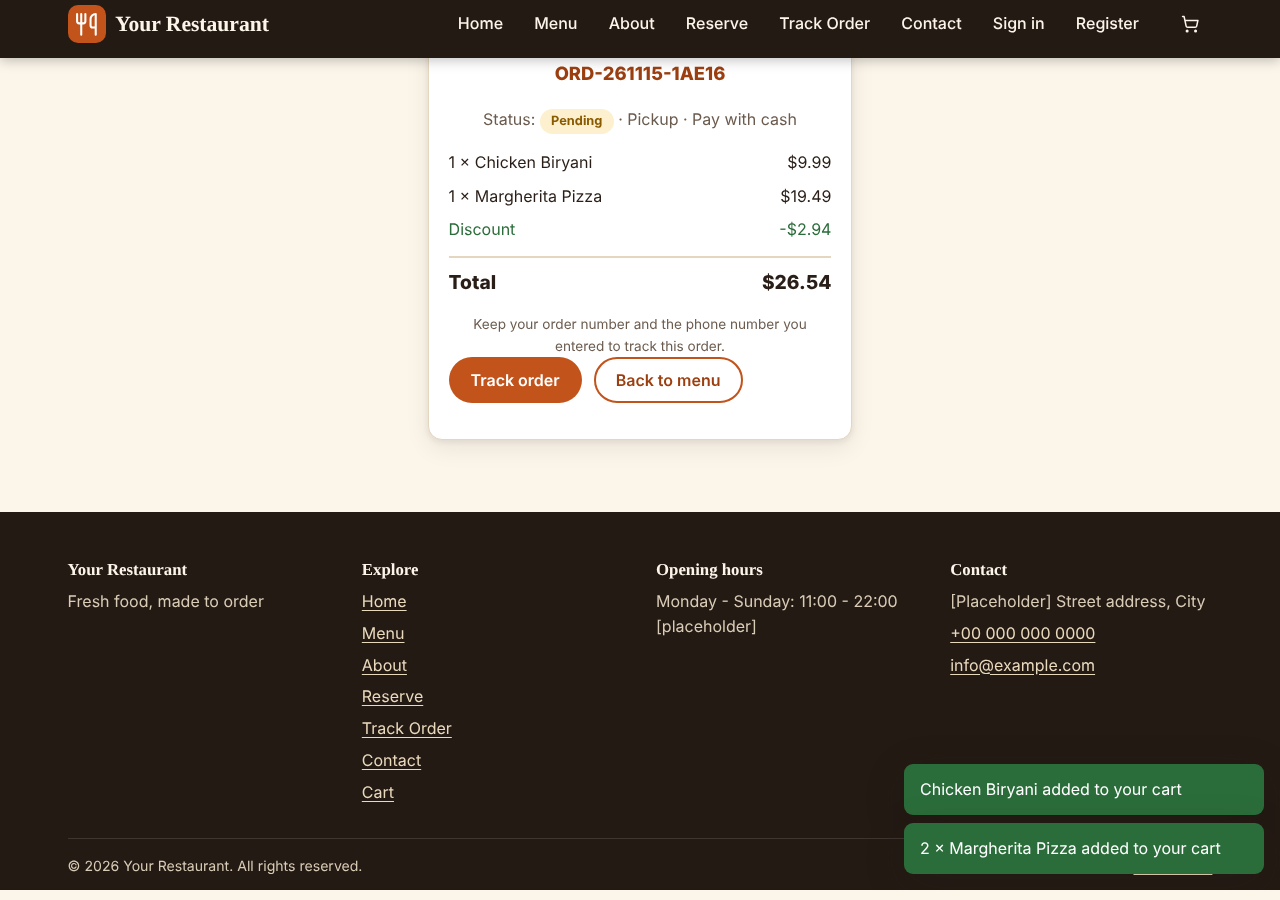 Your Restaurant
Home Menu About Reserve Track Order Contact Sign in Register
ORD-261115-1AE16
Status: Pending · Pickup · Pay with cash
1 × Chicken Biryani $9.99
1 × Margherita Pizza $19.49
Discount -$2.94
Total $26.54
Keep your order number and the phone number you
entered to track this order.
Track order Back to menu
Your Restaurant
Fresh food, made to order
Explore
Home
Menu
About
Reserve
Track Order
Contact
Cart
Opening hours
Monday - Sunday: 11:00 - 22:00
[placeholder]
Contact
[Placeholder] Street address, City
+00 000 000 0000
info@example.com
Chicken Biryani added to your cart
2 × Margherita Pizza added to your cart
© 2026 Your Restaurant. All rights reserved.